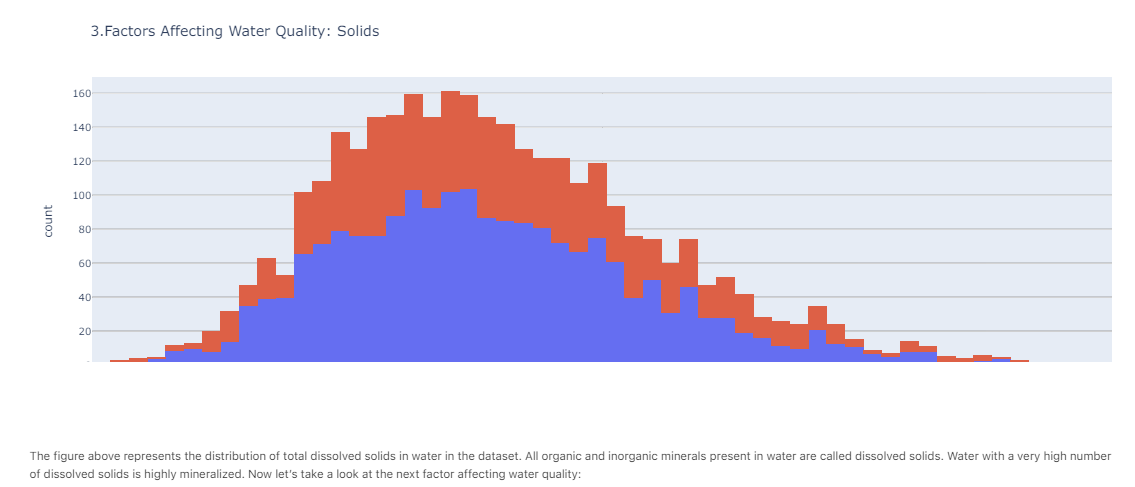 3.Factors Affecting Water Quality: Solids
160
140
120
100
80
60
40
20
count
The figure above represents the distribution of total dissolved solids in water in the dataset. All organic and inorganic minerals present in water are called dissolved solids. Water with a very high number
of dissolved solids is highly mineralized. Now let's take a look at the next factor affecting water quality: